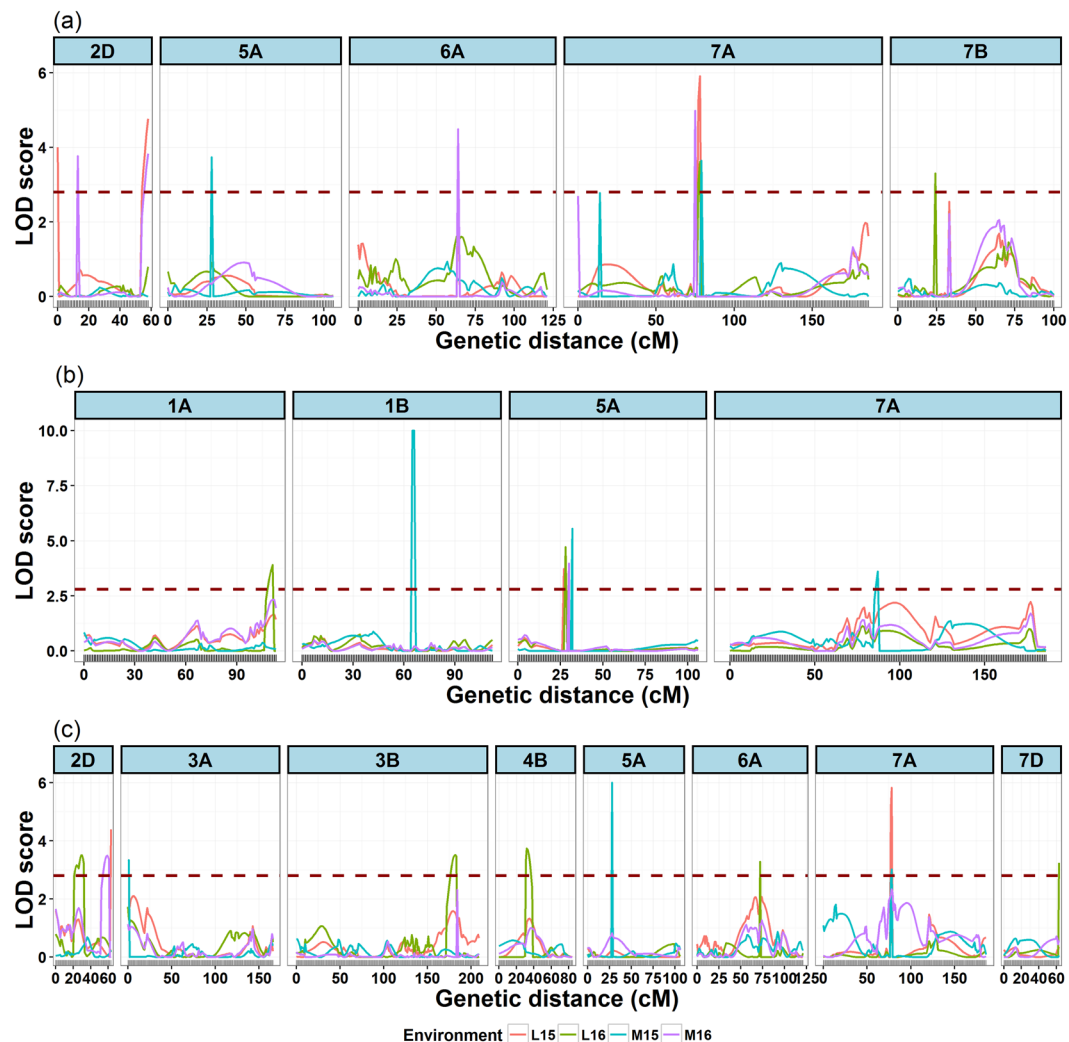 (a)
2D 5A 6A 7A 7B
6
4
2
0
LOD score
0 20 40 60 0 25 50 75 100 0 25 50 75 100 125 0 50 100 150 0 25 50 75 100
Genetic distance (cM)
(b)
1A 1B 5A 7A
10.0
7.5
5.0
2.5
0.0
LOD score
0 30 60 90 0 30 60 90 0 25 50 75 100 0 50 100 150
Genetic distance (cM)
(c)
2D 3A 3B 4B 5A 6A 7A 7D
6
4
2
0
LOD score
0 20 40 60 0 50 100 150 0 50 100 150 200 0 20 40 60 80 0 25 50 75 100 0 25 50 75 100 125 0 50 100 150 0 20 40 60
Genetic distance (cM)
Environment L15 L16 M15 M16